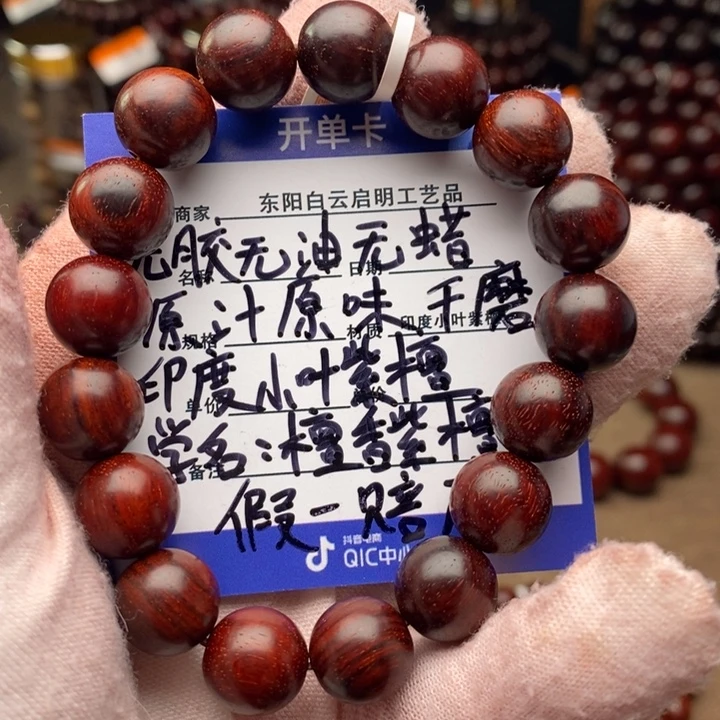 开单卡
商家 东阳白云启明工艺品
无胶无油无蜡
名称 日期
原汁原味手磨
规格 材质 印度小叶紫檀
印度小叶紫檀
单价
学名：檀香紫檀
备注
假一赔
抖音电商
QIC中心